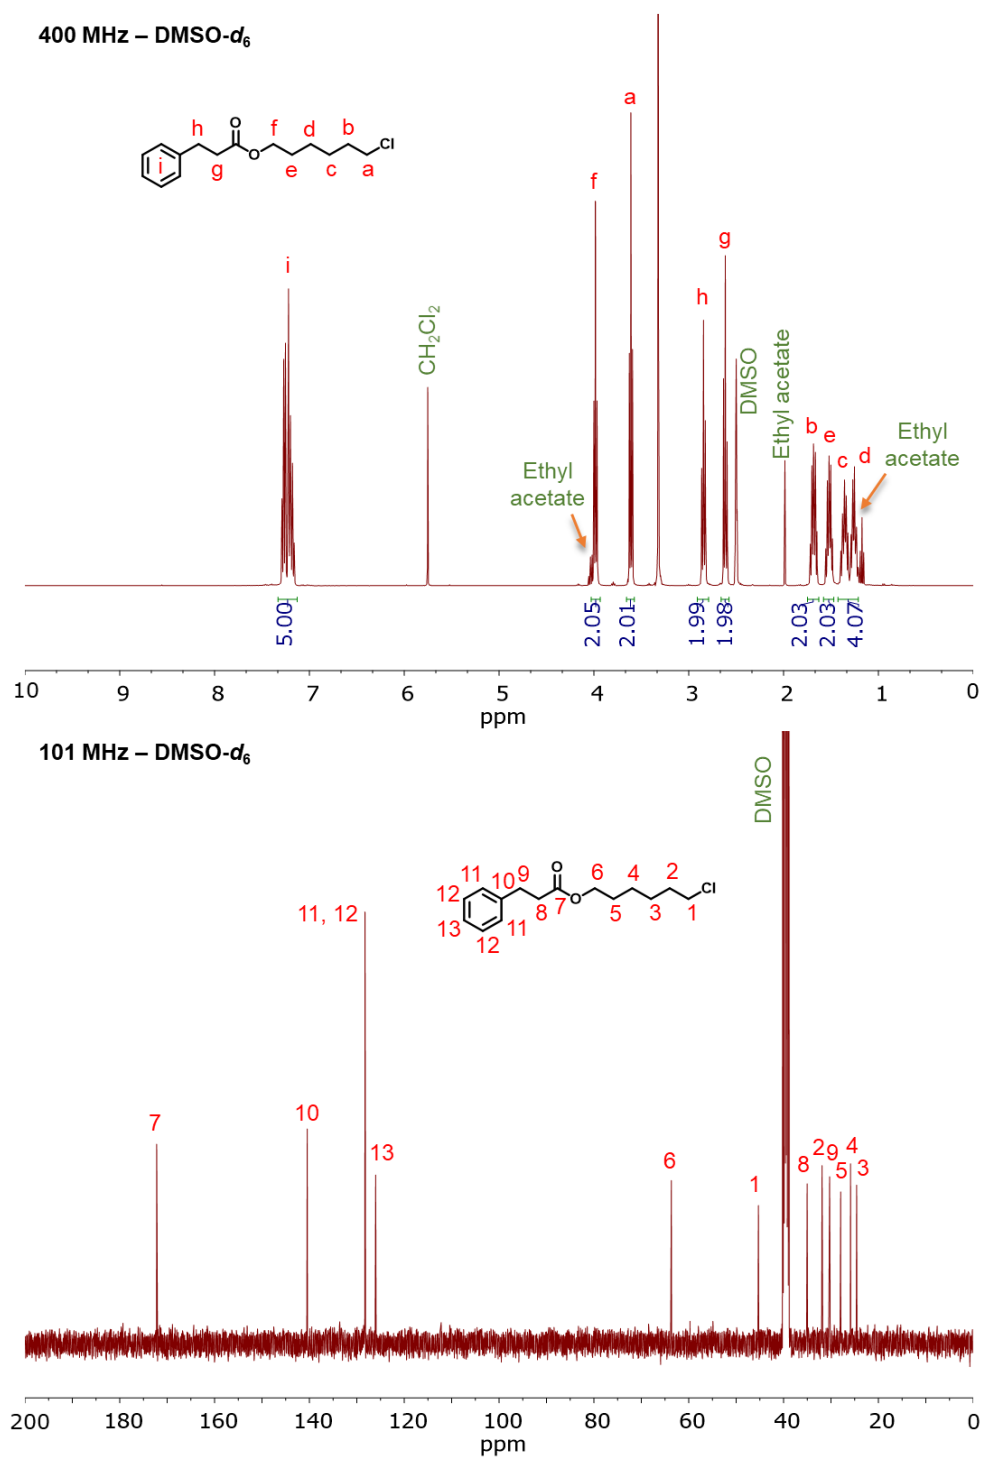 400 MHz – DMSO-d6
h
O
f
d
b
Cl
i
g
O
e
c
a
a
f
g
i
h
CH2Cl2
DMSO
Ethyl acetate
b
e
c
d
Ethyl
acetate
Ethyl
acetate
5.00
2.05
2.01
1.99
1.98
2.03
2.03
4.07
10 9 8 7 6 5 4 3 2 1 0
ppm
101 MHz – DMSO-d6
DMSO
O
11 10 9 6 4 2
Cl
12
13
11
8
7
O
5
3
1
12
11, 12
7
10
13
6
1
8
2
9
5
4
3
200 180 160 140 120 100 80 60 40 20 0
ppm